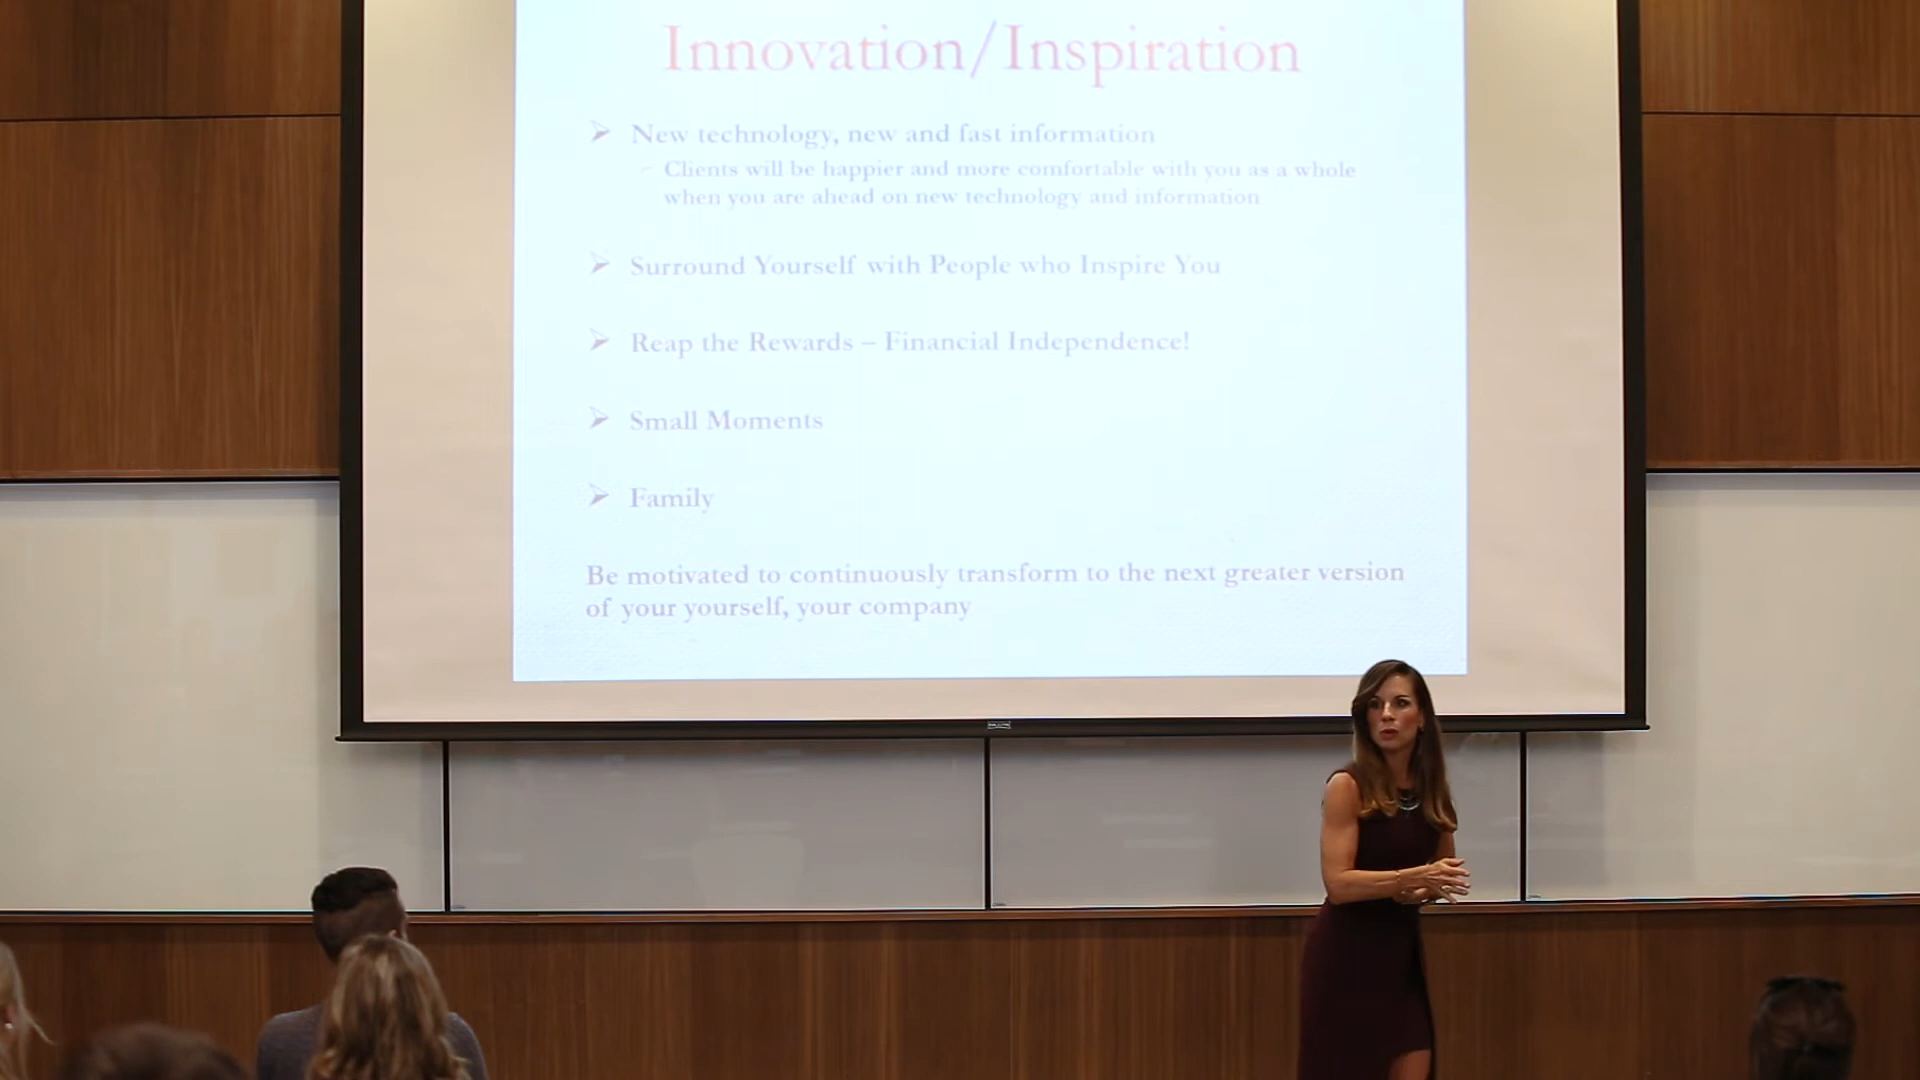 Innovation/Inspiration
New technology, new and fast information
Clients will be happier and more comfortable with you as a whole
when you are ahead on new technology and information
Surround Yourself with People who Inspire You
Reap the Rewards – Financial Independence!
Small Moments
Family
Be motivated to continuously transform to the next greater version
of your yourself, your company